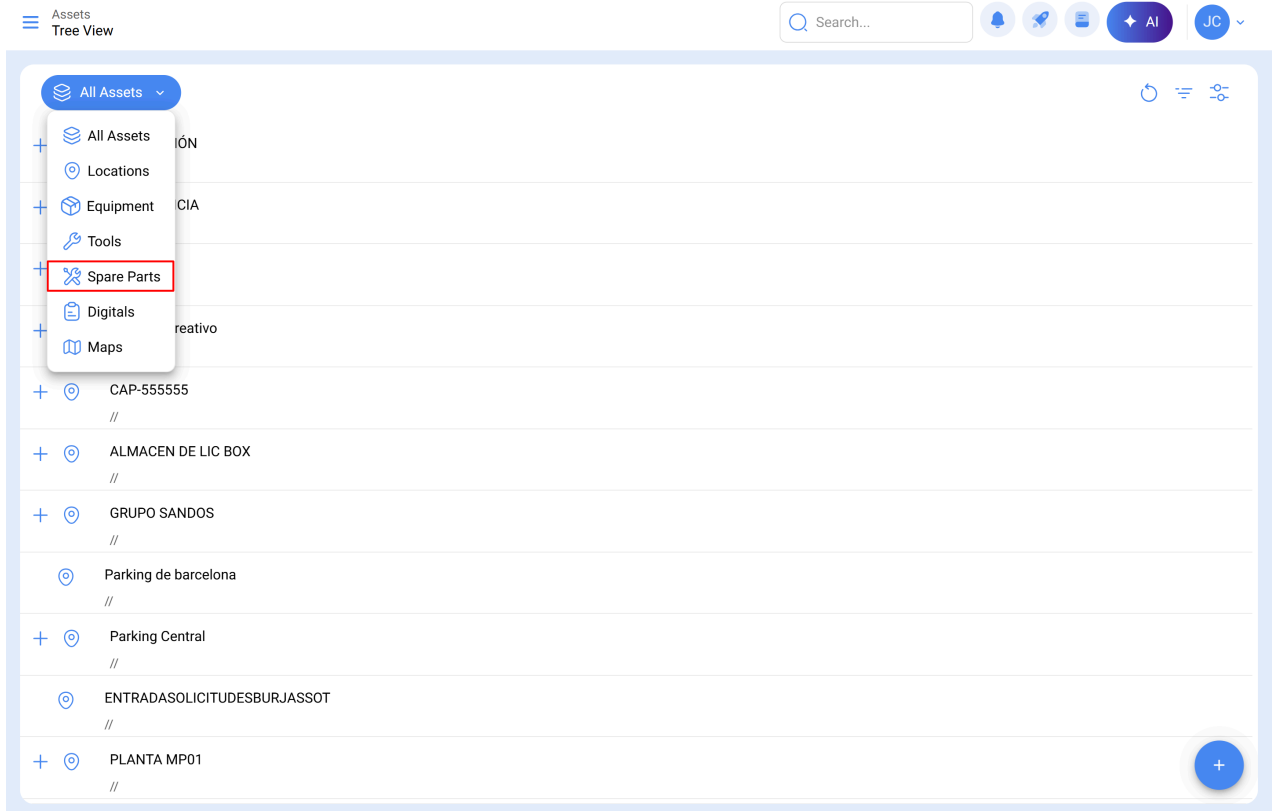 Assets
Tree View
Search...
AI
JC
All Assets
All Assets
IÓN
Locations
Equipment
CIA
Tools
Spare Parts
Digitals
reativo
Maps
CAP-555555
//
ALMACEN DE LIC BOX
//
GRUPO SANDOS
//
Parking de barcelona
//
Parking Central
//
ENTRADASOLICITUDESBURJASSOT
//
PLANTA MP01
//